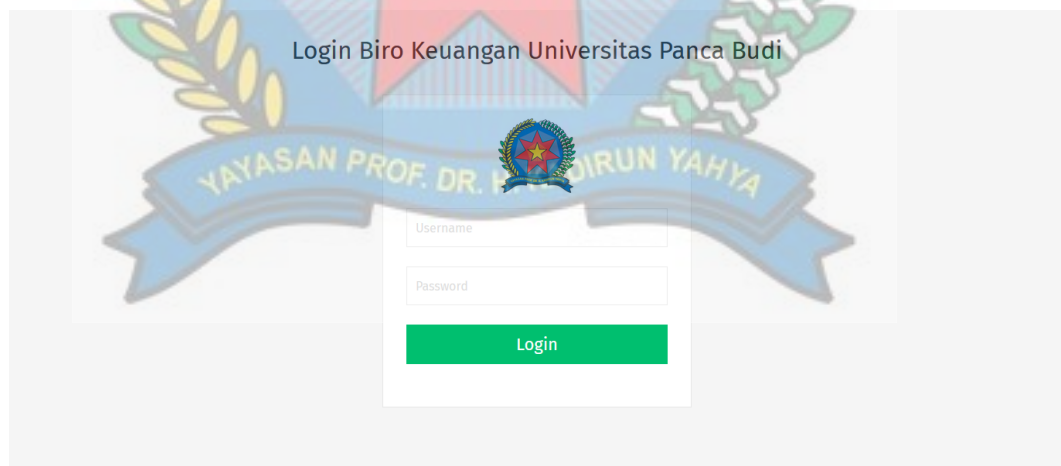 Login Biro Keuangan Universitas Panca Budi
YAYASAN PROF. DR. H. DIRUN YAHYA
Username
Password
Login